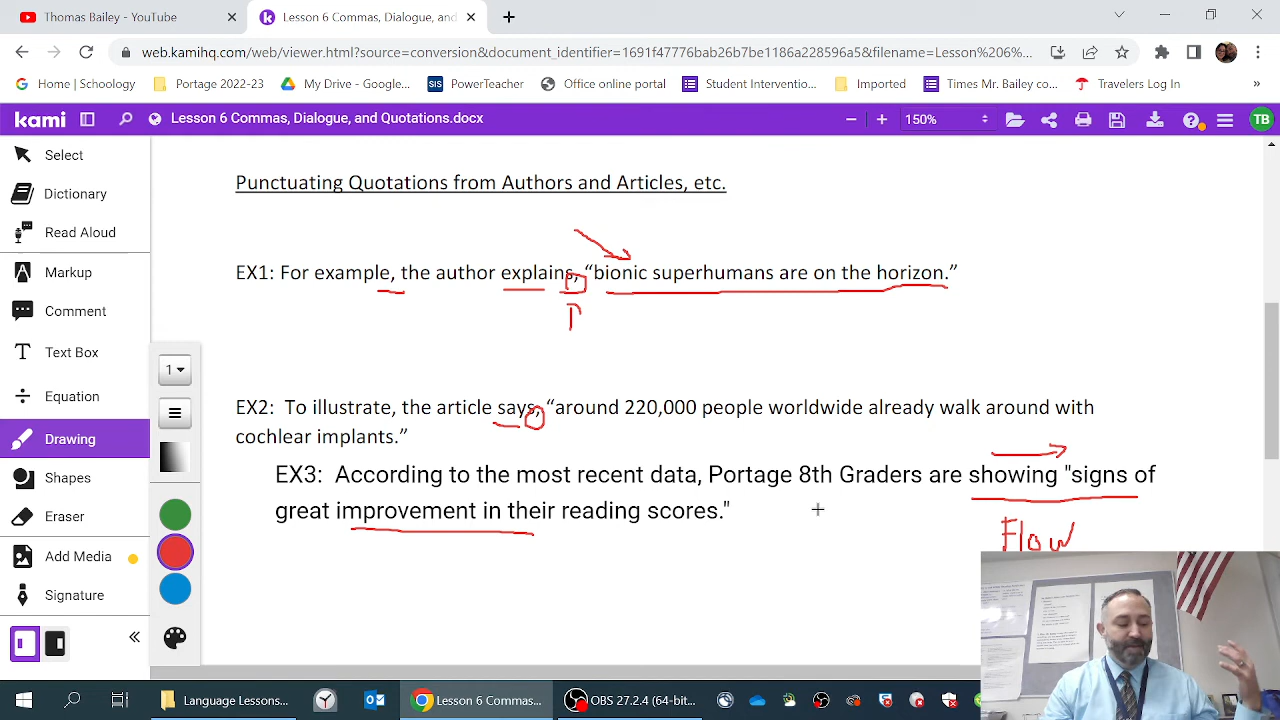 Thomas Bailey - YouTube
Lesson 6 Commas, Dialogue, and
web.kamihq.com/web/viewer.html?source=conversion&document_identifier=1691f47776bab26b7be1186a228596a5&filename=Lesson%206%...
Home | Schoology
Portage 2022-23
My Drive - Google...
SIS
PowerTeacher
Office online portal
Student Interventio...
Imported
Times Mr. Bailey co...
Travelers Log In
»
kami
Lesson 6 Commas, Dialogue, and Quotations.docx
150%
TB
Select
Dictionary
Read Aloud
Markup
Comment
Text Box
Equation
Drawing
Shapes
Eraser
Add Media
Signature
1
Punctuating Quotations from Authors and Articles, etc.
EX1: For example, the author explains, “bionic superhumans are on the horizon.”
EX2:  To illustrate, the article says, “around 220,000 people worldwide already walk around with
cochlear implants.”
EX3:  According to the most recent data, Portage 8th Graders are showing "signs of
great improvement in their reading scores."
Flow
Language Lessons
Lesson 6 Commas...
OBS 27.2.4 (64-bit...